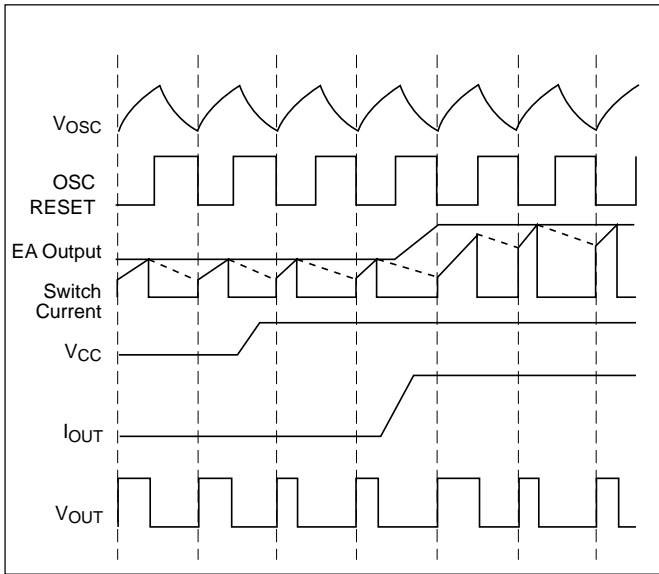 VOSC
OSC
RESET
EA Output
Switch
Current
VCC
IOUT
VOUT